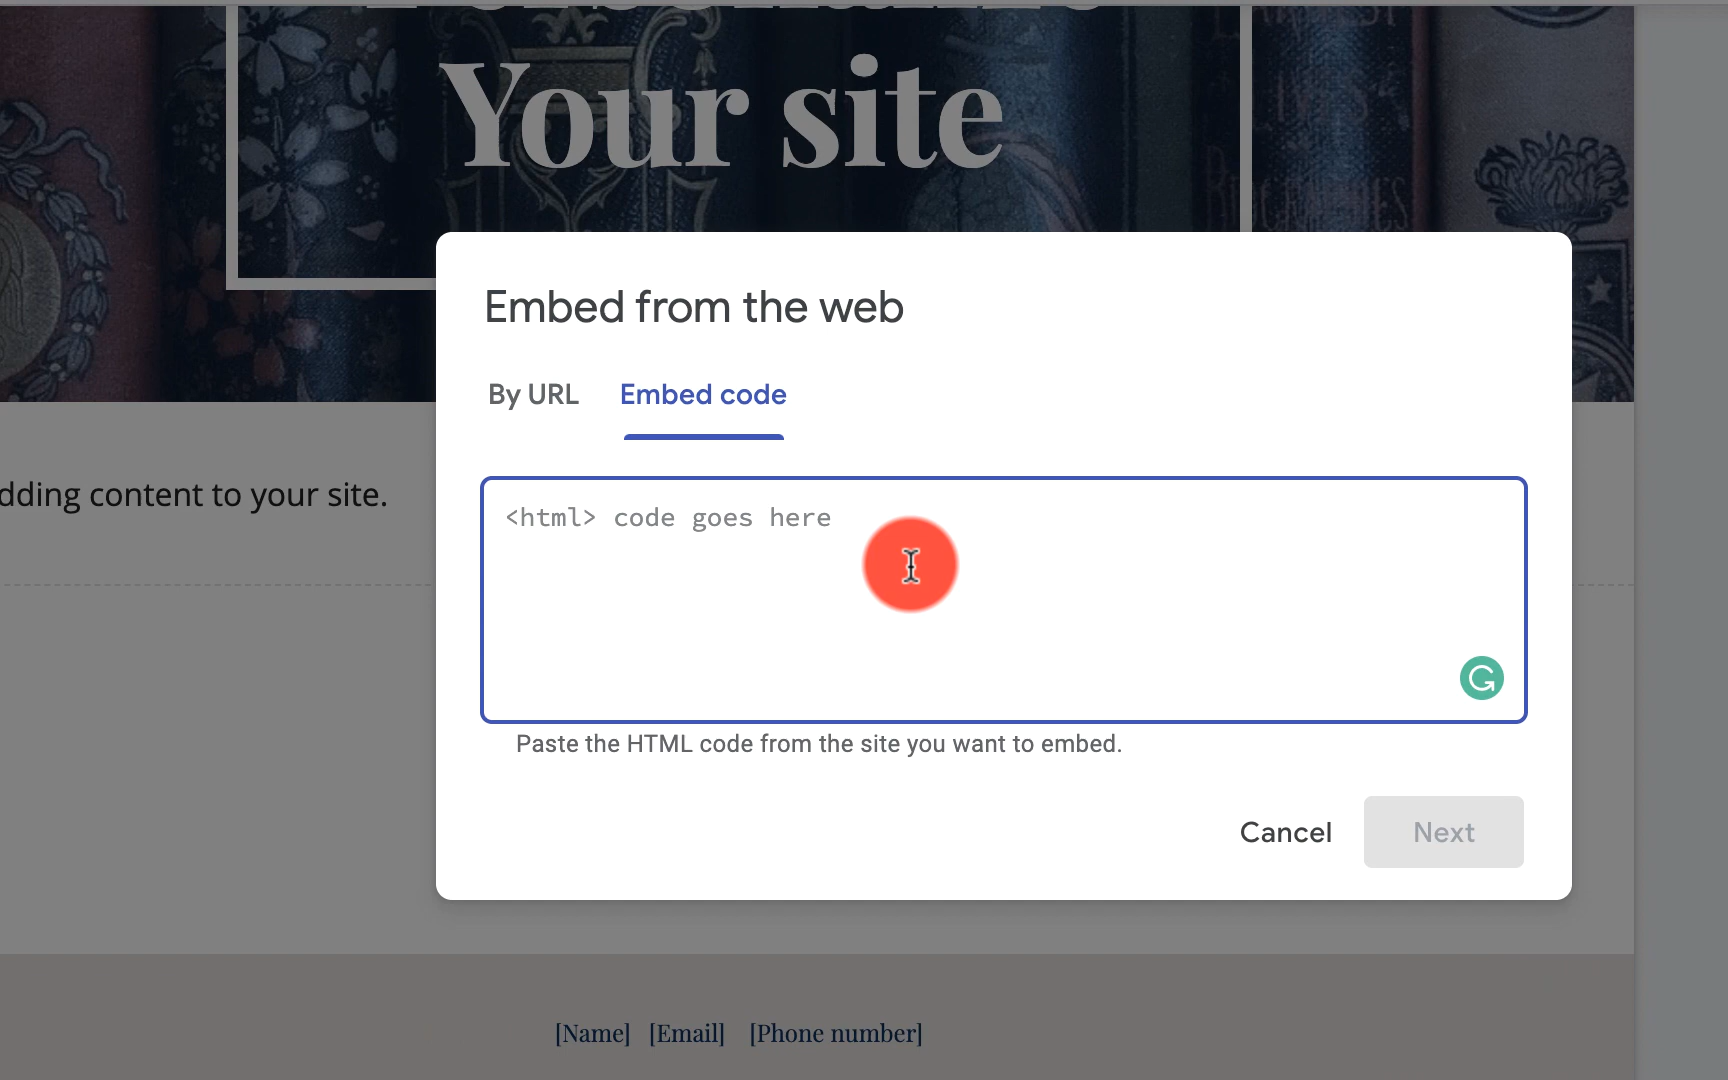 Your site
Embed from the web
By URL Embed code
dding content to your site.
<html> code goes here
Paste the HTML code from the site you want to embed.
Cancel Next
[Name] [Email] [Phone number]